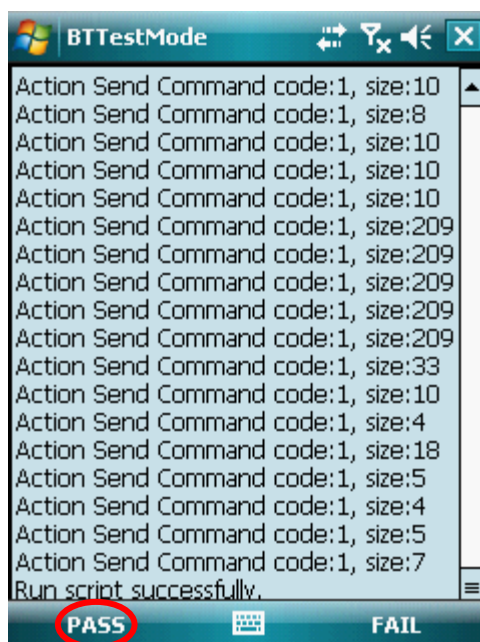 BTTestMode
Action Send Command code:1, size:10
Action Send Command code:1, size:8
Action Send Command code:1, size:10
Action Send Command code:1, size:10
Action Send Command code:1, size:10
Action Send Command code:1, size:209
Action Send Command code:1, size:209
Action Send Command code:1, size:209
Action Send Command code:1, size:209
Action Send Command code:1, size:209
Action Send Command code:1, size:33
Action Send Command code:1, size:10
Action Send Command code:1, size:4
Action Send Command code:1, size:18
Action Send Command code:1, size:5
Action Send Command code:1, size:4
Action Send Command code:1, size:5
Action Send Command code:1, size:7
Run script successfully.
PASS FAIL